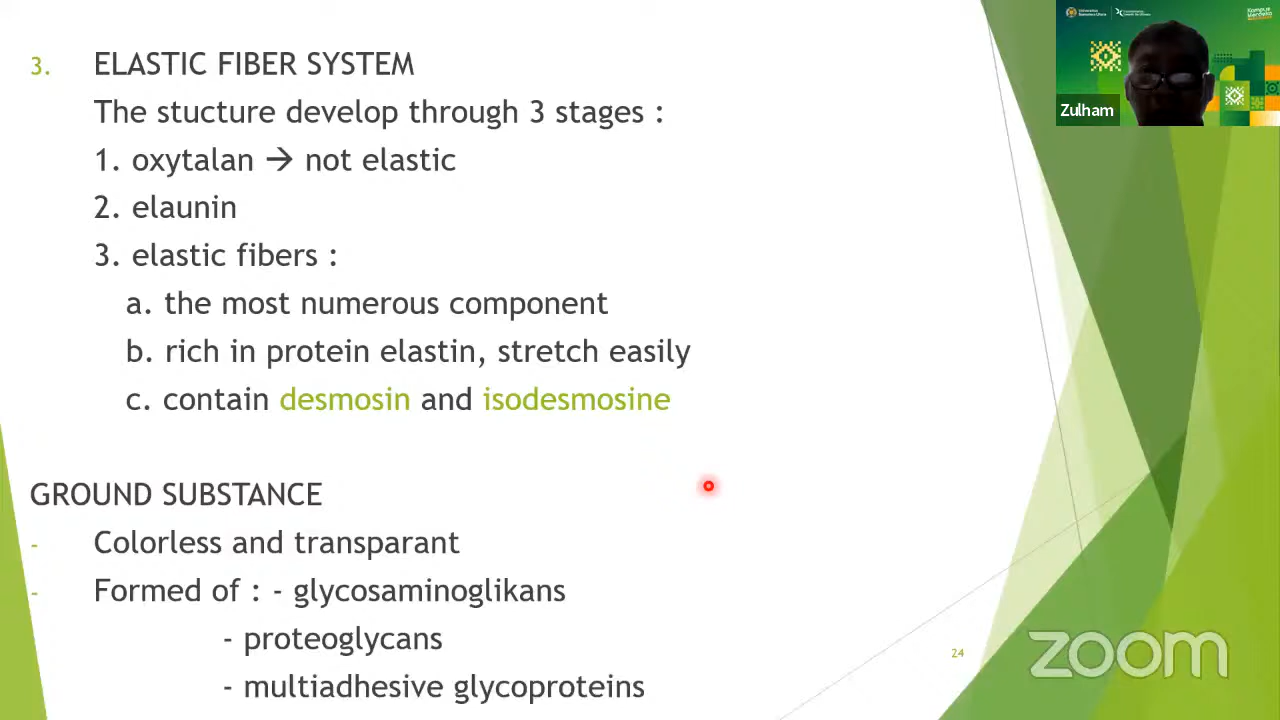 3. ELASTIC FIBER SYSTEM
The stucture develop through 3 stages :
1. oxytalan → not elastic
2. elaunin
3. elastic fibers :
a. the most numerous component
b. rich in protein elastin, stretch easily
c. contain desmosin and isodesmosine
GROUND SUBSTANCE
- Colorless and transparant
- Formed of : - glycosaminoglikans
- proteoglycans
- multiadhesive glycoproteins
24
zoom
Zulham
Kampus
Merdeka